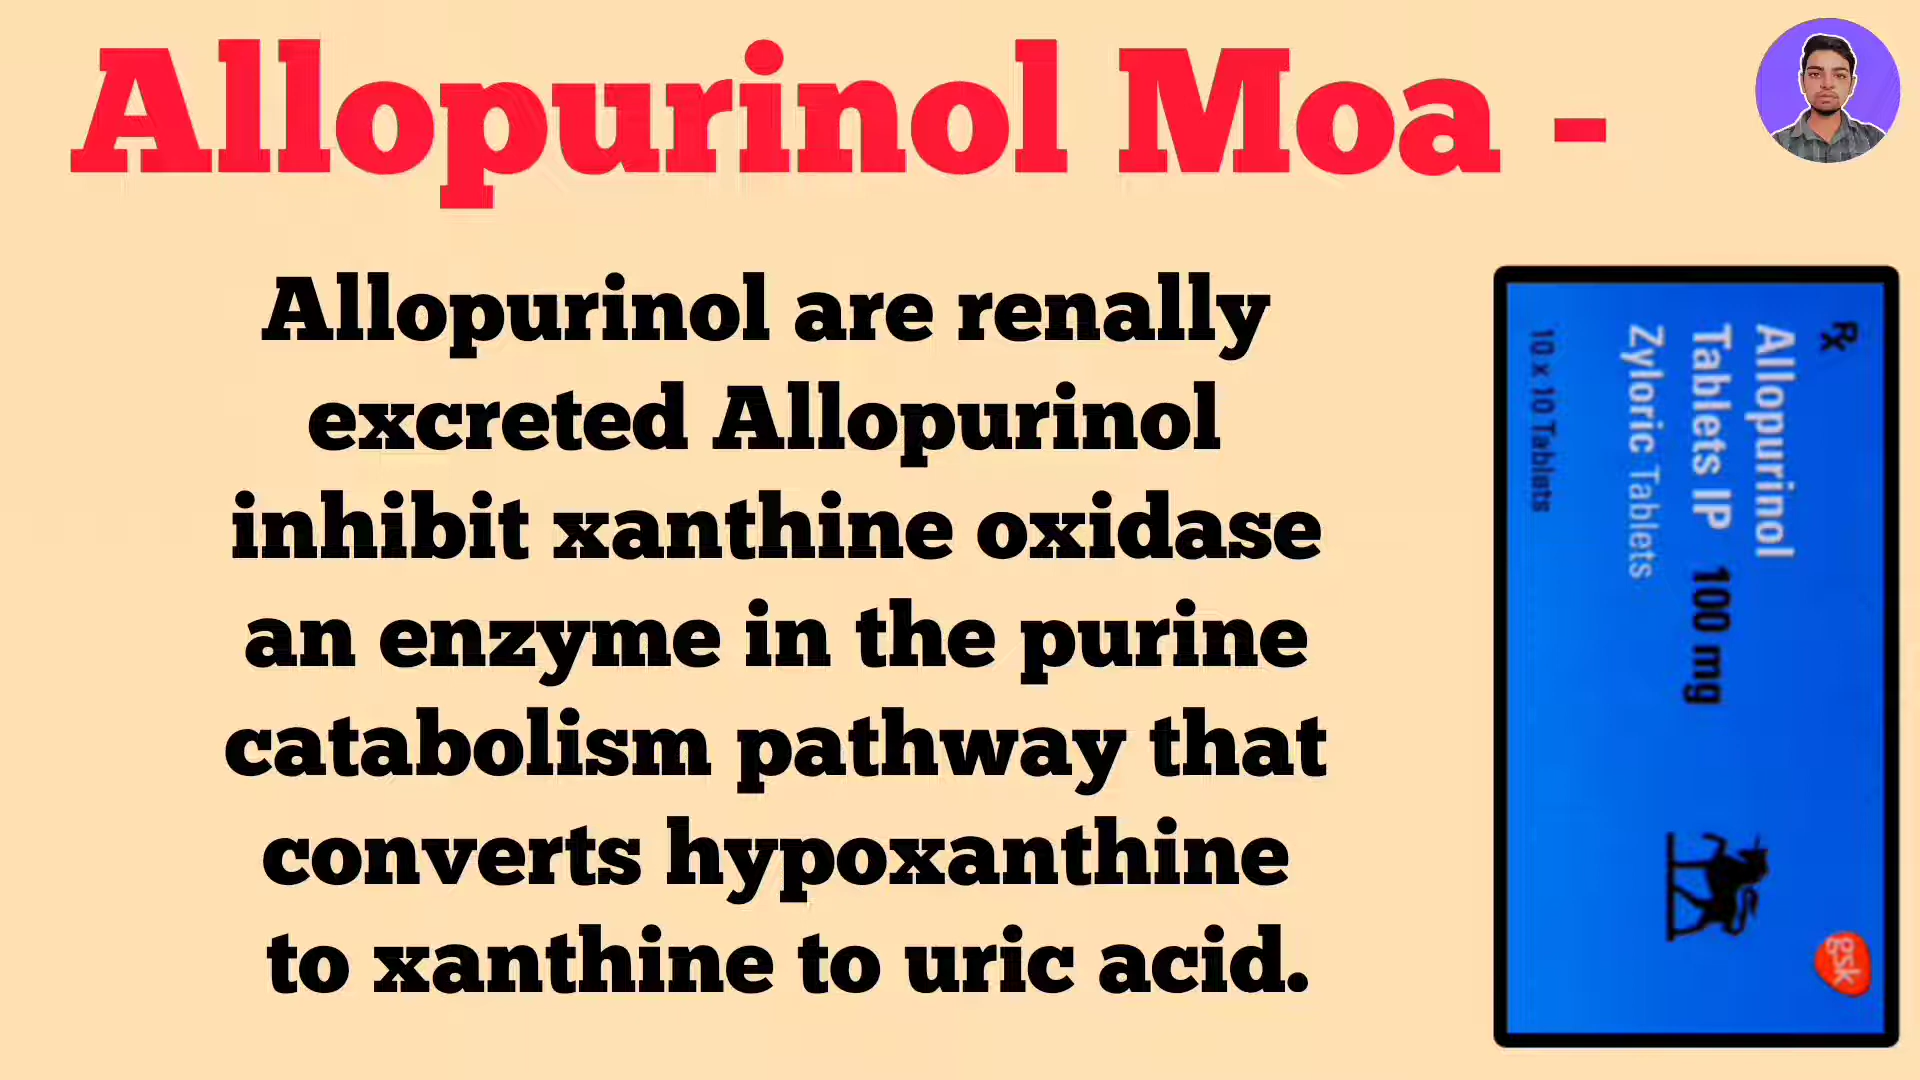 Allopurinol Moa -
Allopurinol are renally
excreted Allopurinol
inhibit xanthine oxidase
an enzyme in the purine
catabolism pathway that
converts hypoxanthine
to xanthine to uric acid.
Rx
Allopurinol
Tablets IP 100 mg
Zyloric Tablets
10 x 10 Tablets
gsk